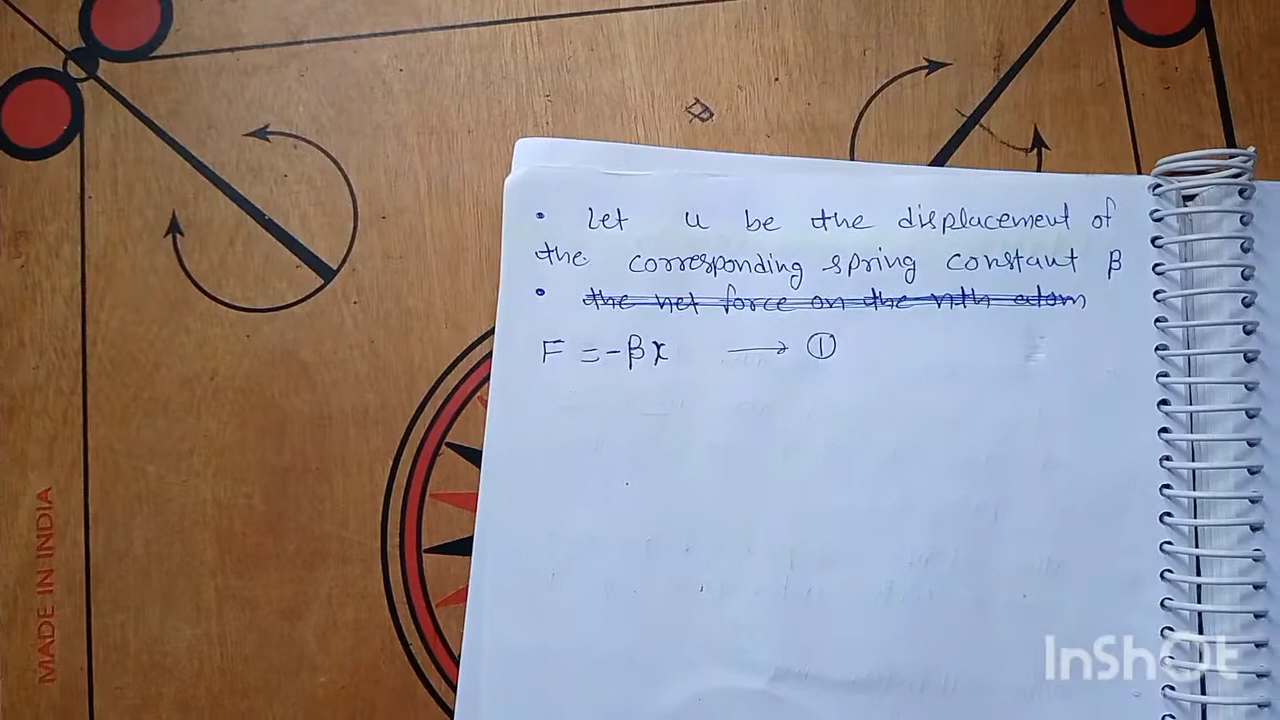 • Let u be the displacement of
the corresponding spring constant β
• the net force on the nth atom
F = -βx ⟶ ①
MADE IN INDIA
InShOt